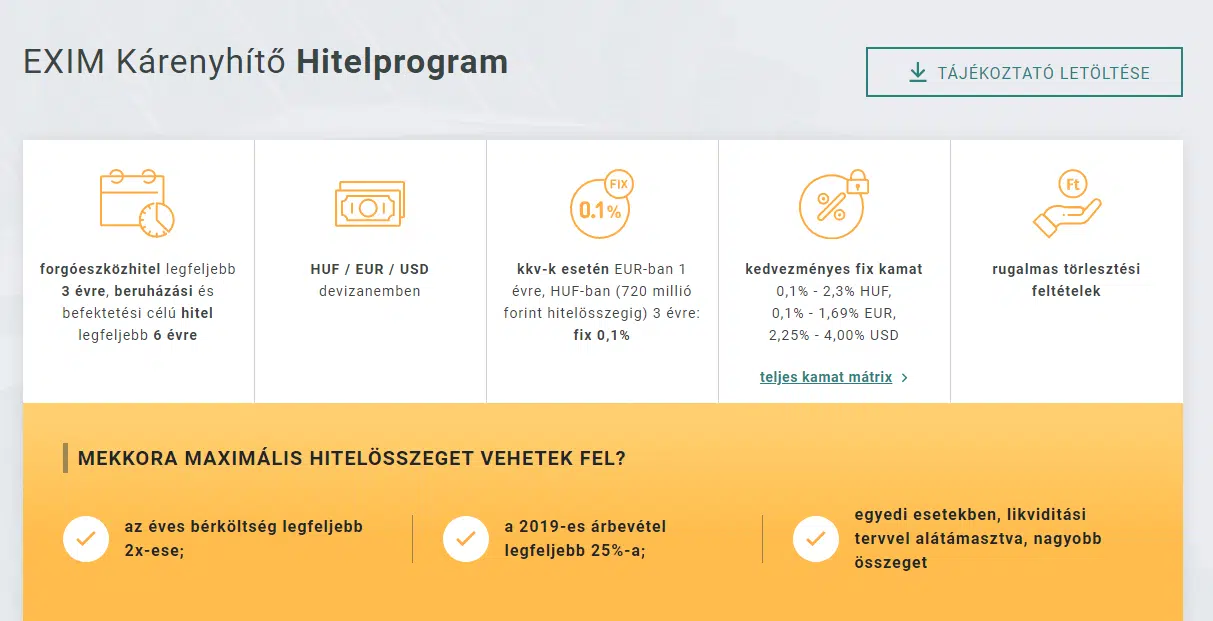 EXIM Kárenyhítő Hitelprogram
TÁJÉKOZTATÓ LETÖLTÉSE
forgóeszközhitel legfeljebb
3 évre, beruházási és
befektetési célú hitel
legfeljebb 6 évre
HUF / EUR / USD
devizanemben
FIX
0.1%
kkv-k esetén EUR-ban 1
évre, HUF-ban (720 millió
forint hitelösszegig) 3 évre:
fix 0,1%
%
kedvezményes fix kamat
0,1% - 2,3% HUF,
0,1% - 1,69% EUR,
2,25% - 4,00% USD
teljes kamat mátrix >
Ft
rugalmas törlesztési
feltételek
MEKKORA MAXIMÁLIS HITELÖSSZEGET VEHETEK FEL?
az éves bérköltség legfeljebb
2x-ese;
a 2019-es árbevétel
legfeljebb 25%-a;
egyedi esetekben, likviditási
tervvel alátámasztva, nagyobb
összeget